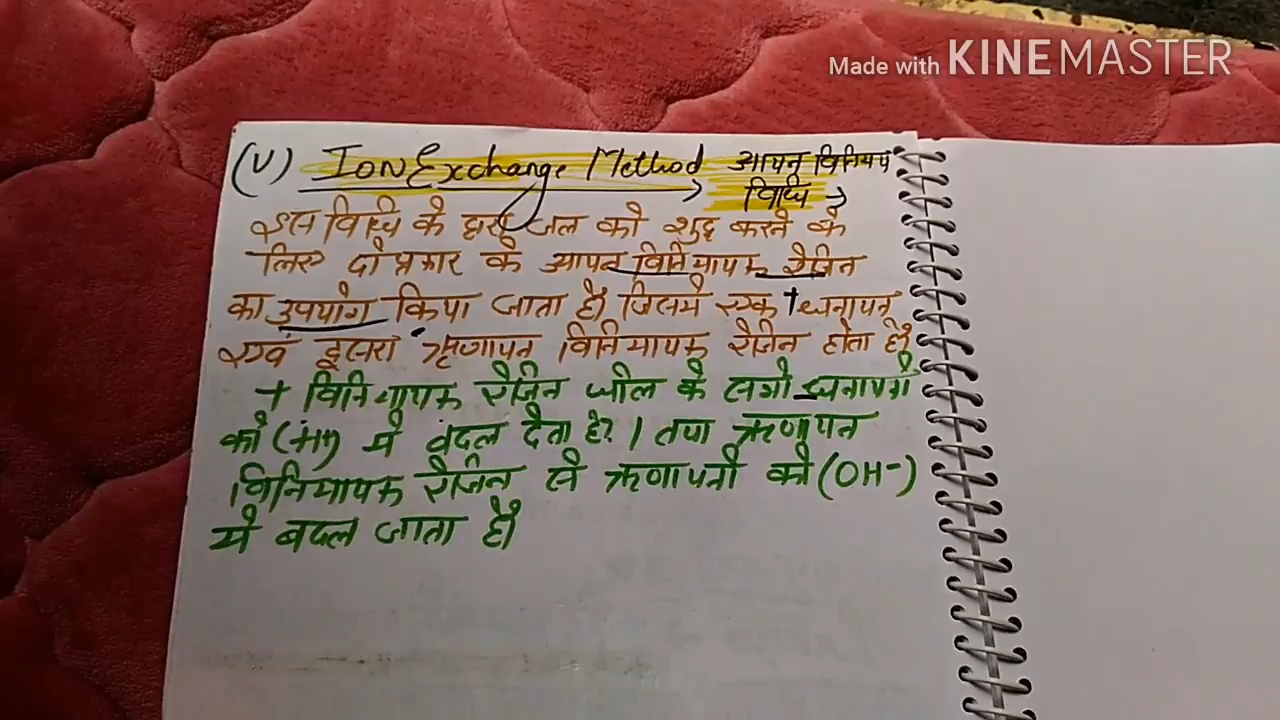 Made with KINEMASTER
(V) Ion Exchange Method आयन विनिमय
विधि →
इस विधि के द्वारा जल को शुद्ध करने के
लिए दो प्रकार के आयन विनिमायक रेजिन
का उपयोग किया जाता है। जिसमे एक + धनायन
एवं दूसरा - ऋणायन विनिमायक रेजिन होता है।
+ विनिमायक रेजिन घोल के सभी धनायनो
को (H+) मे बदल देता है। तथा ऋणायन
विनिमायक रेजिन से ऋणायनो को (OH-)
मे बदल जाता है।